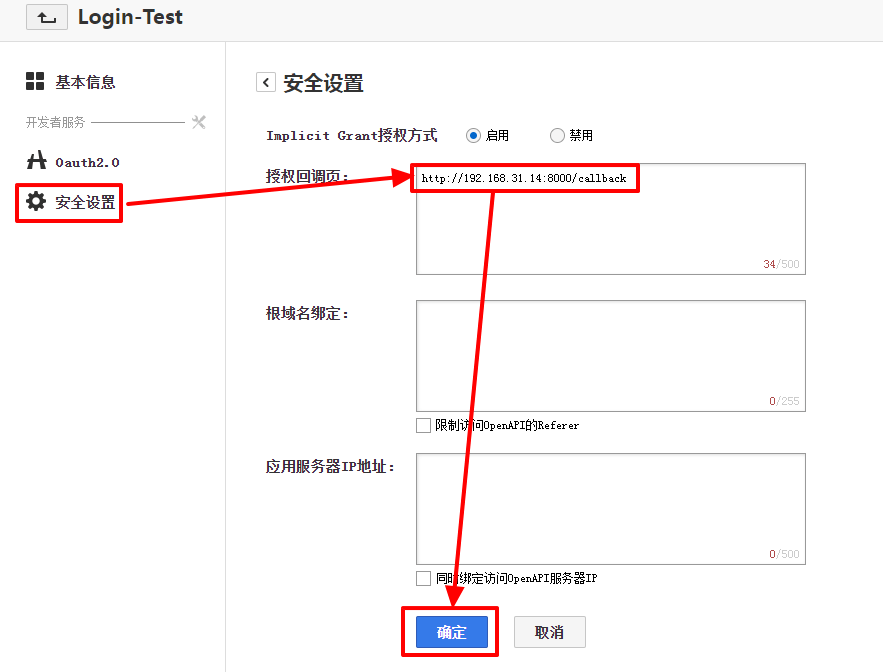 Login-Test
基本信息
开发者服务
Oauth2.0
安全设置
安全设置
Implicit Grant授权方式 启用 禁用
授权回调页:
http://192.168.31.14:8000/callback
34/500
根域名绑定:
0/255
限制访问OpenAPI的Referer
应用服务器IP地址:
0/500
同时绑定访问OpenAPI服务器IP
确定 取消